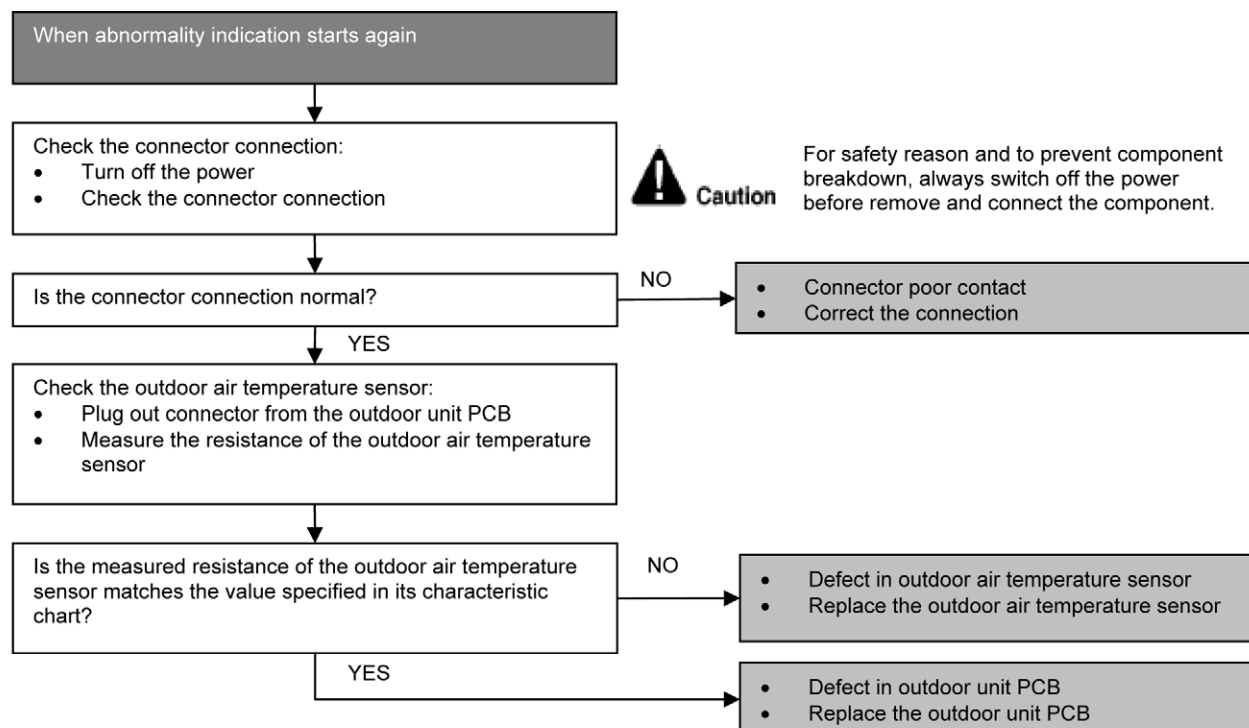 When abnormality indication starts again
Check the connector connection:
• Turn off the power
• Check the connector connection
Caution
For safety reason and to prevent component
breakdown, always switch off the power
before remove and connect the component.
Is the connector connection normal?
NO
• Connector poor contact
• Correct the connection
YES
Check the outdoor air temperature sensor:
• Plug out connector from the outdoor unit PCB
• Measure the resistance of the outdoor air temperature
sensor
Is the measured resistance of the outdoor air temperature
sensor matches the value specified in its characteristic
chart?
NO
• Defect in outdoor air temperature sensor
• Replace the outdoor air temperature sensor
YES
• Defect in outdoor unit PCB
• Replace the outdoor unit PCB